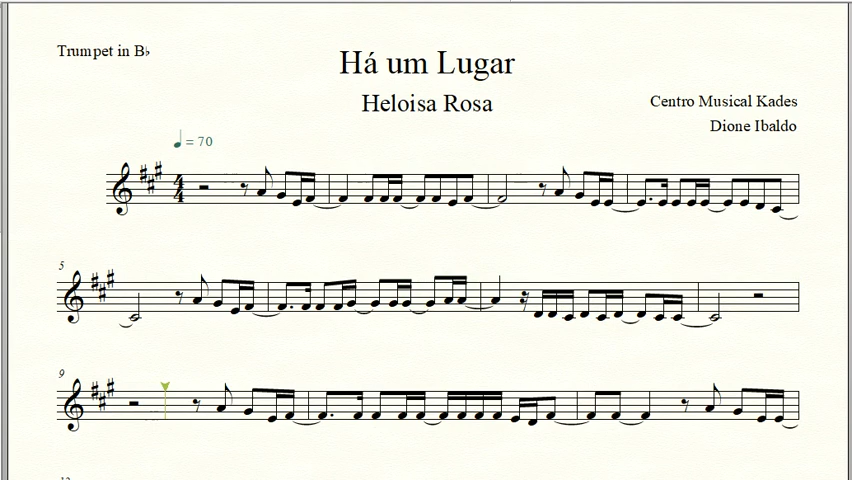 Trumpet in B♭
Há um Lugar
Heloisa Rosa
Centro Musical Kades
Dione Ibaldo
♩ = 70
4
4
5
9